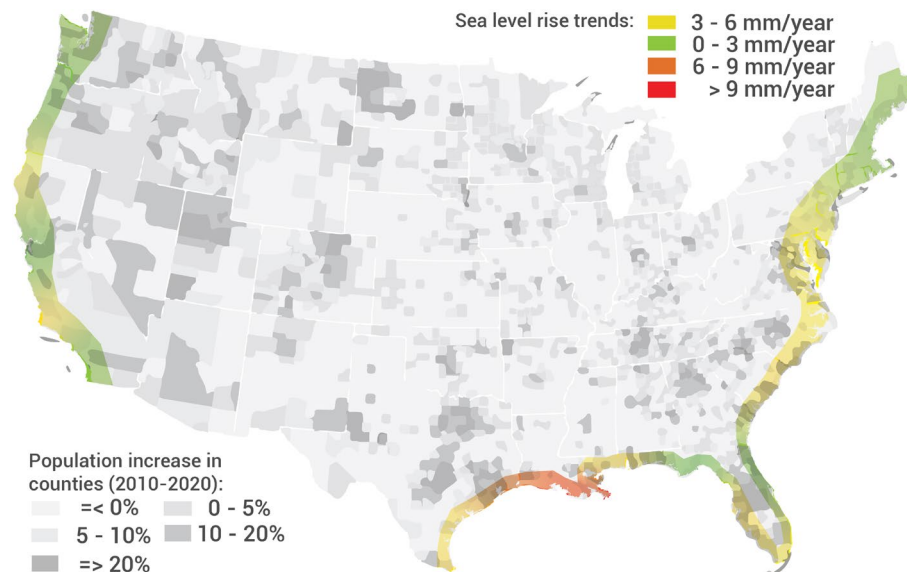 Sea level rise trends:
3 - 6 mm/year
0 - 3 mm/year
6 - 9 mm/year
> 9 mm/year
Population increase in
counties (2010-2020):
=< 0%
0 - 5%
5 - 10%
10 - 20%
=> 20%